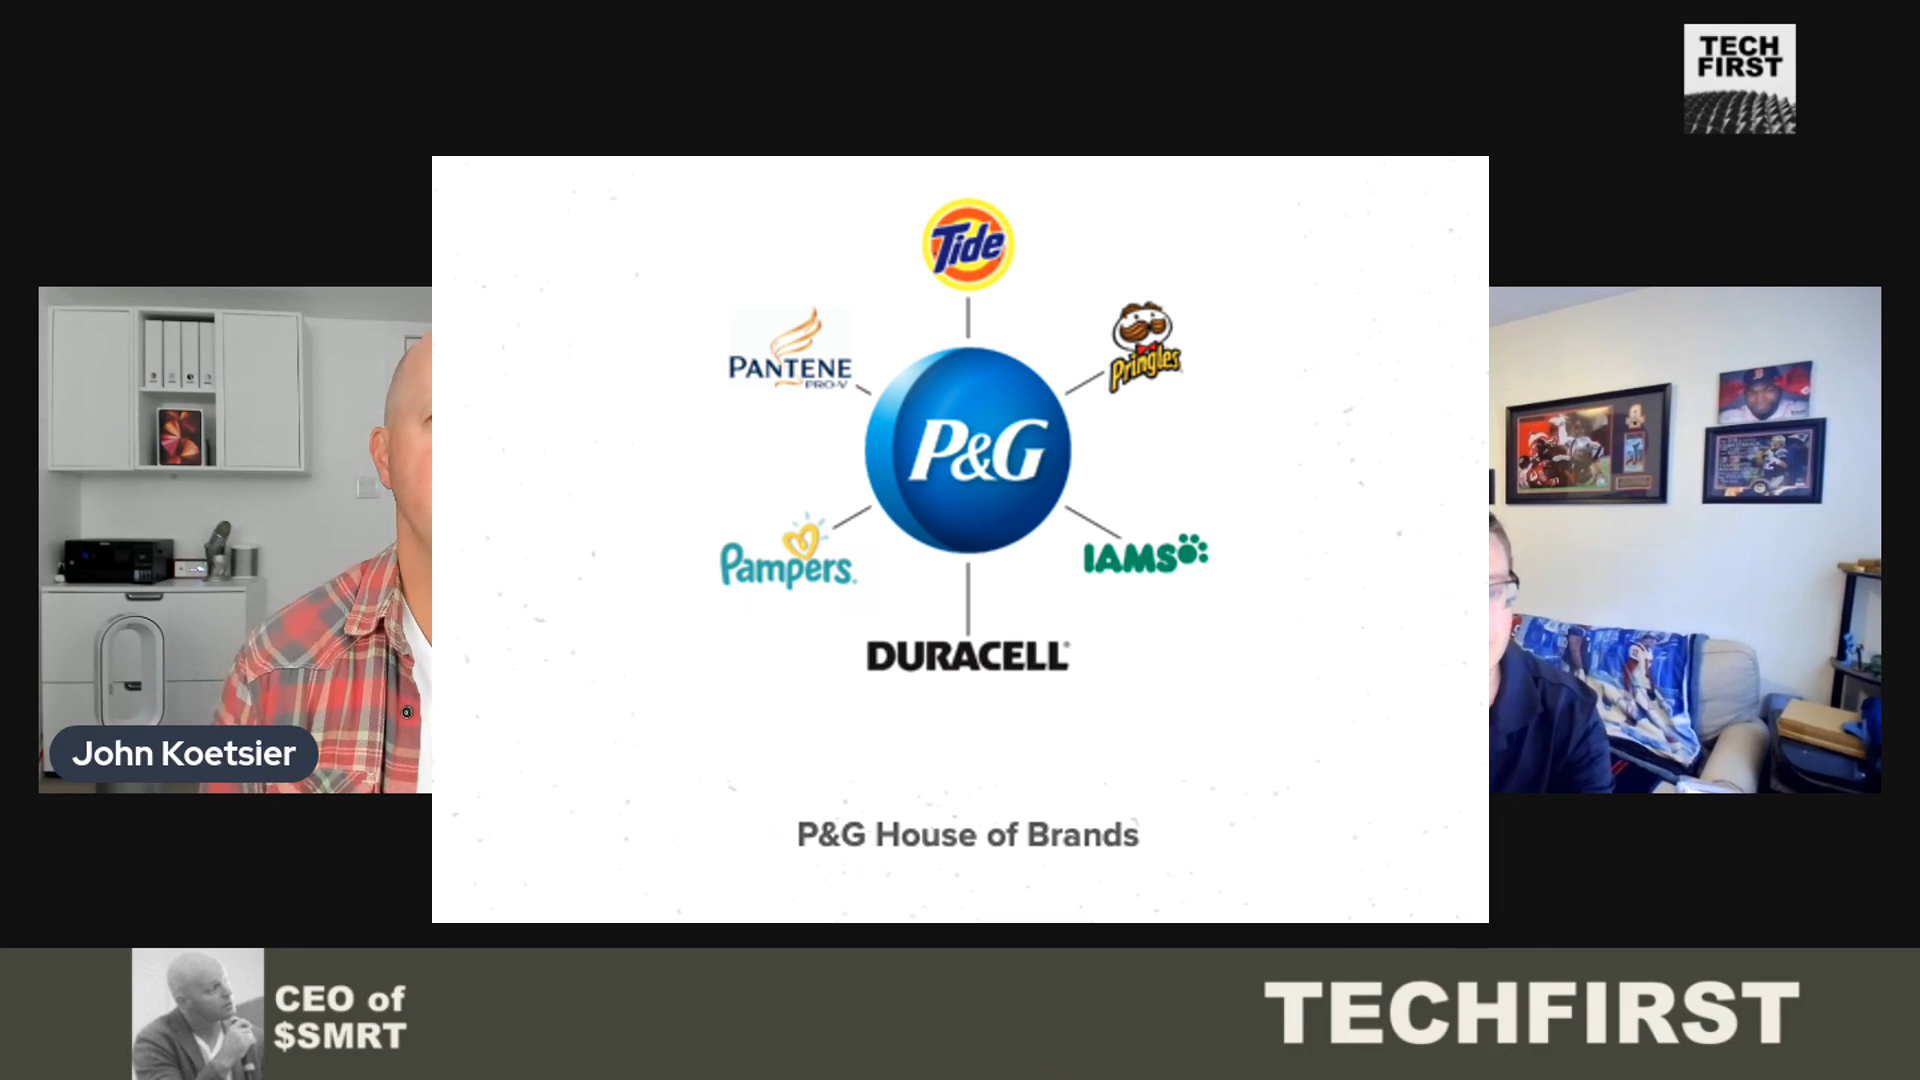 TECH
FIRST
Tide
PANTENE
PRO-V
Pringles
P&G
Pampers
IAMS
DURACELL
John Koetsier
P&G House of Brands
CEO of
$SMRT
TECHFIRST